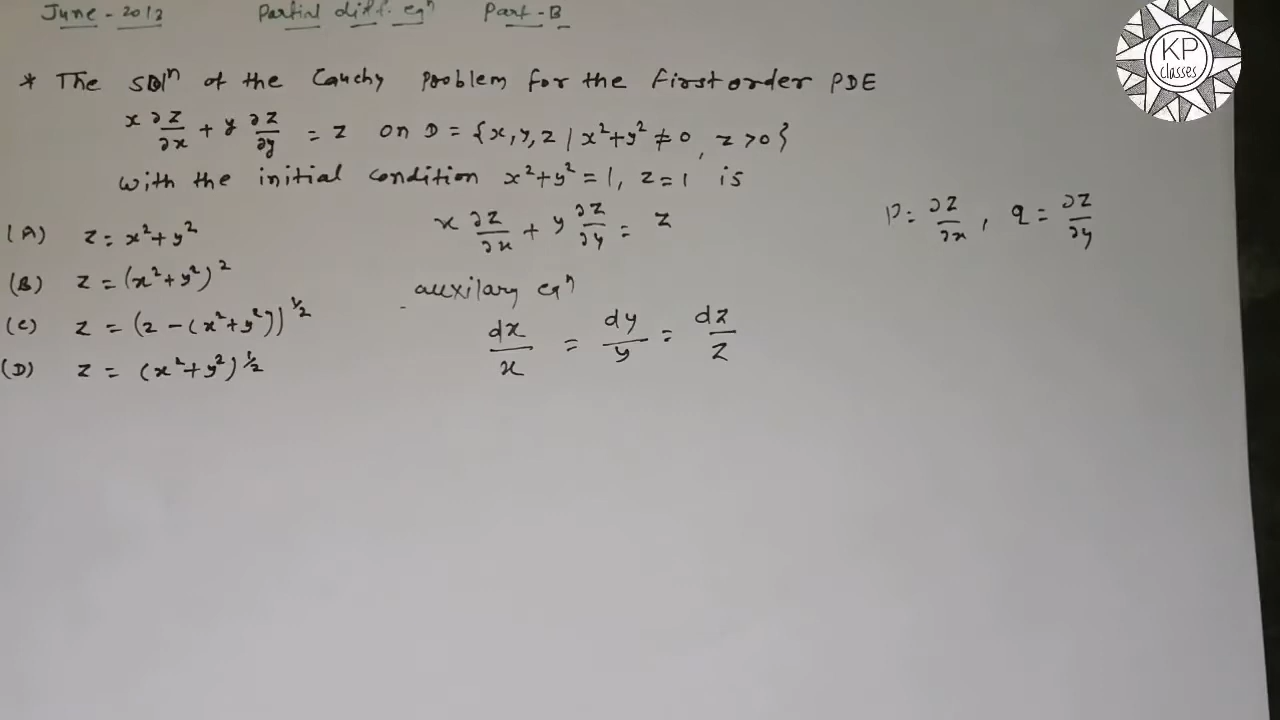 June - 2012 Partial diff. eqⁿ Part - B
KP classes
* The solⁿ of the Cauchy Problem for the first order PDE
x ∂z/∂x + y ∂z/∂y = z on D = {x, y, z | x² + y² ≠ 0, z > 0}
with the initial condition x² + y² = 1, z = 1 is
(A) z = x² + y²
(B) z = (x² + y²)²
(C) z = (2 - (x² + y²))^1/2
(D) z = (x² + y²)^1/2
x ∂z/∂x + y ∂z/∂y = z
P = ∂z/∂x, q = ∂z/∂y
auxilary eqⁿ
dx/x = dy/y = dz/z